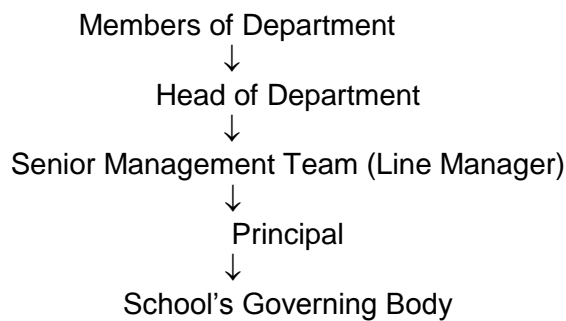 Members of Department
↓
Head of Department
↓
Senior Management Team (Line Manager)
↓
Principal
↓
School's Governing Body